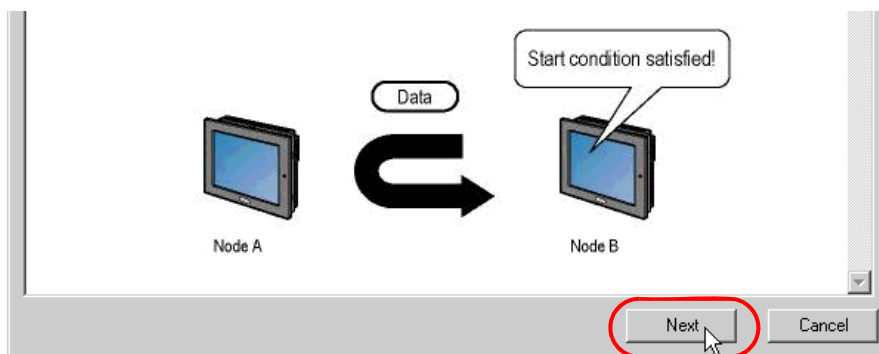 Start condition satisfied!
Data
Node A
Node B
Next
Cancel